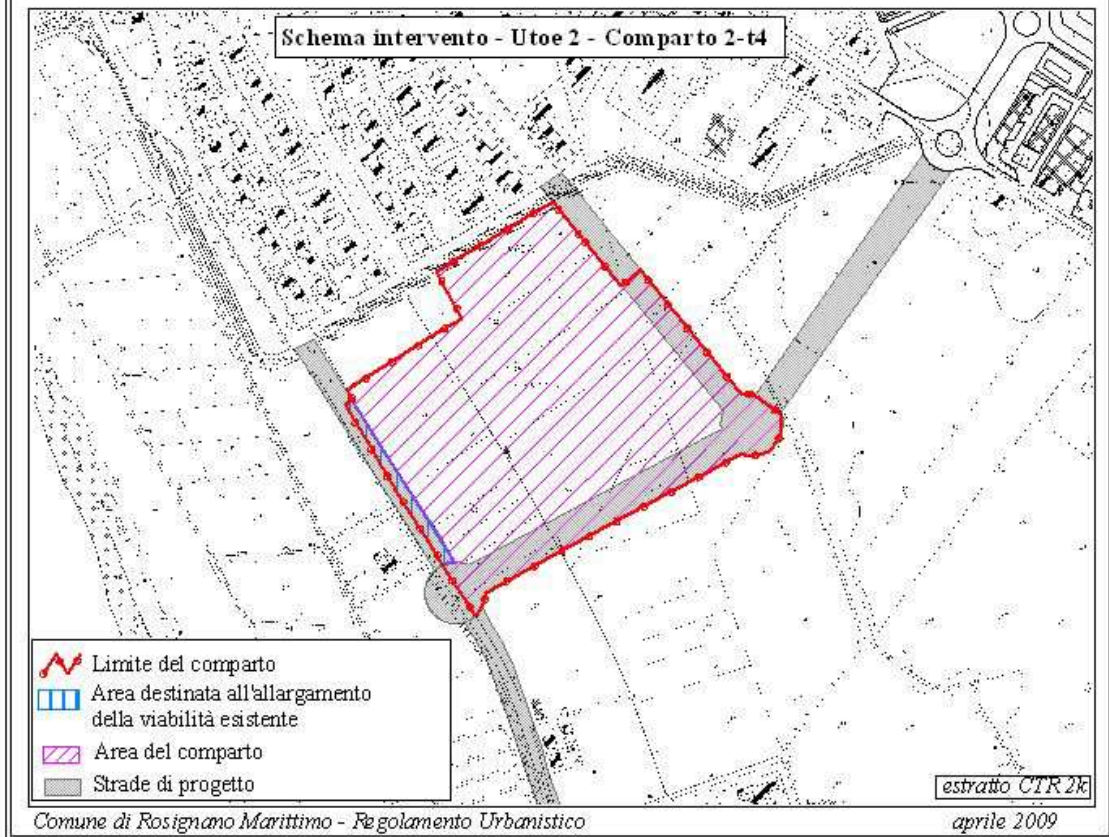 Schema intervento - Utoe 2 - Comparto 2-t4
Limite del comparto
Area destinata all'allargamento
della viabilità esistente
Area del comparto
Strade di progetto
estratto CTR 2k
Comune di Rosignano Marittimo - Regolamento Urbanistico
aprile 2009